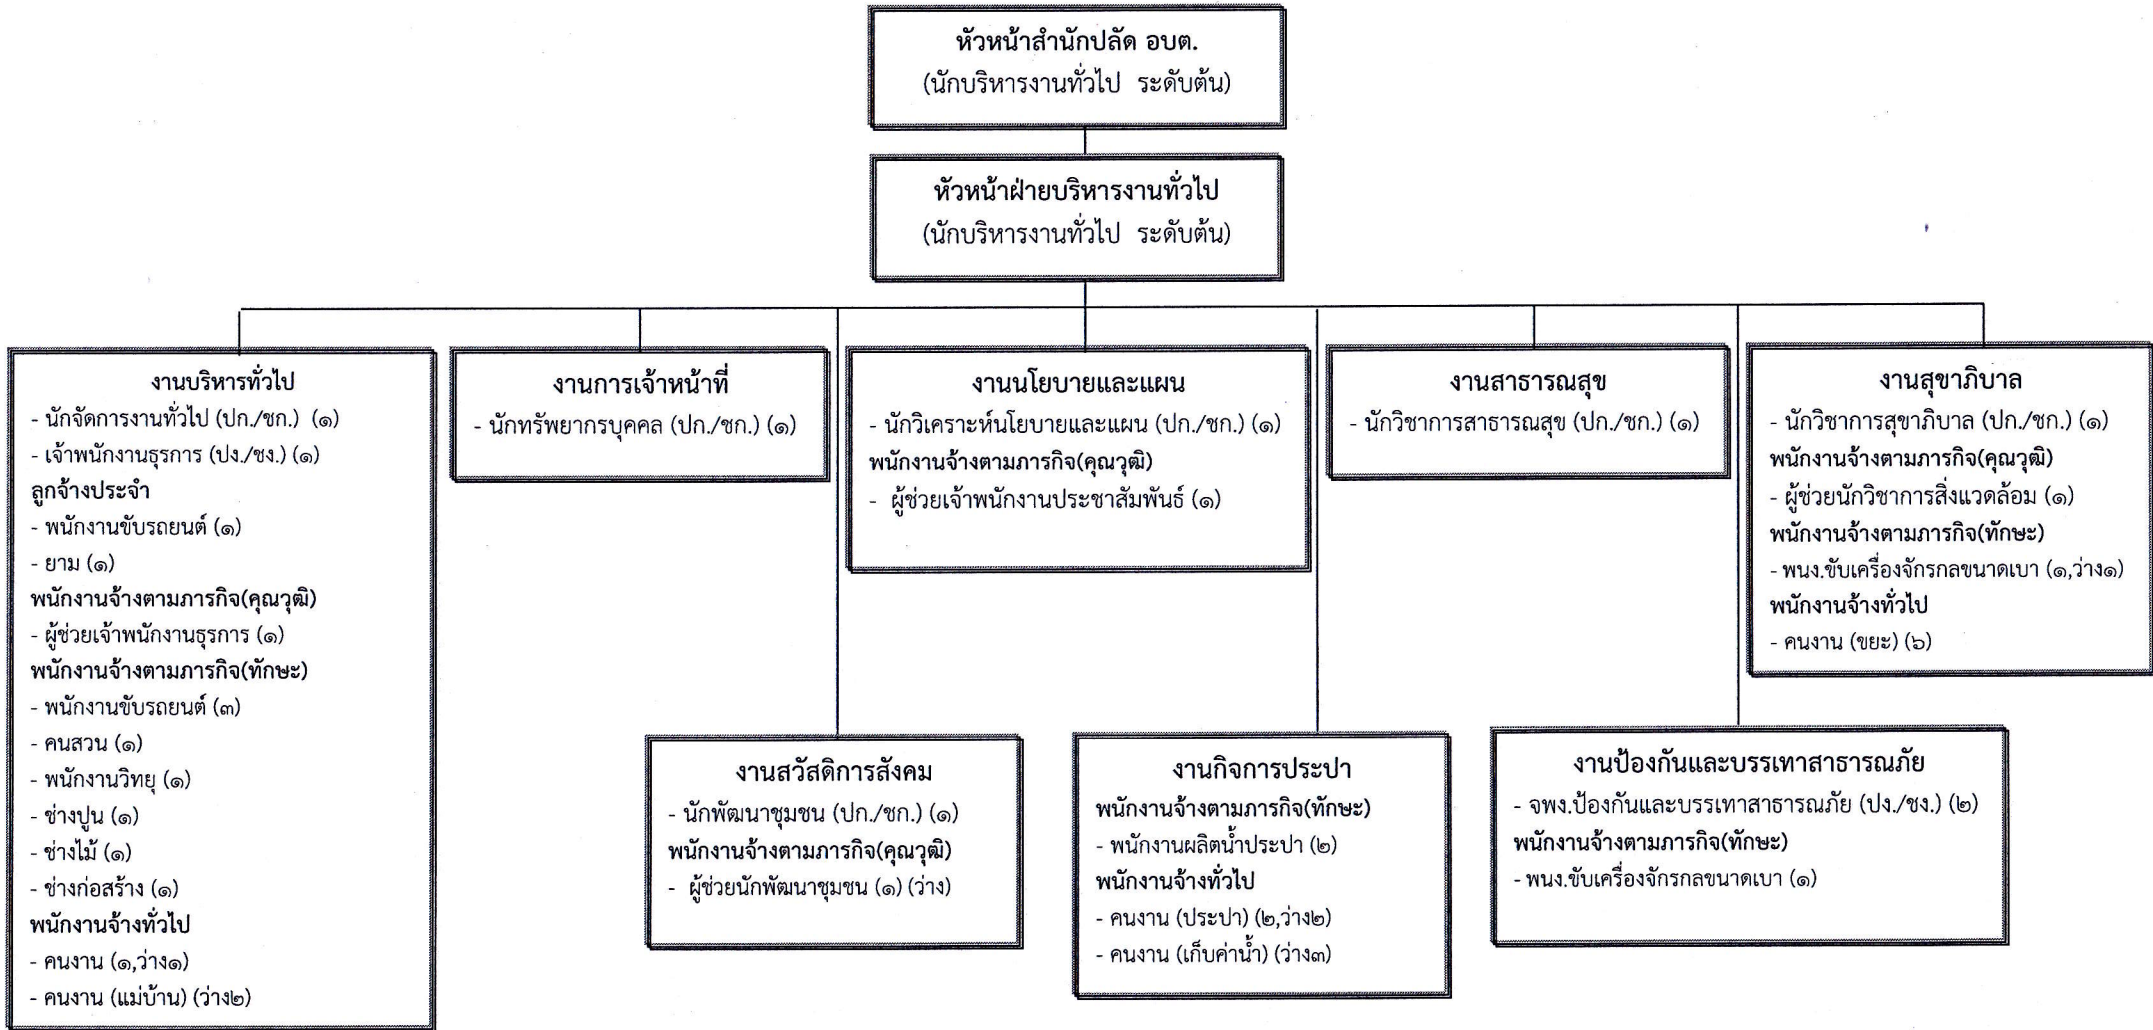 หัวหน้าสำนักปลัด อบต.
(นักบริหารงานทั่วไป ระดับต้น)
หัวหน้าฝ่ายบริหารงานทั่วไป
(นักบริหารงานทั่วไป ระดับต้น)
งานบริหารทั่วไป
- นักจัดการงานทั่วไป (ปก./ชก.) (๑)
- เจ้าพนักงานธุรการ (ปง./ชง.) (๑)
ลูกจ้างประจำ
- พนักงานขับรถยนต์ (๑)
- ยาม (๑)
พนักงานจ้างตามภารกิจ(คุณวุฒิ)
- ผู้ช่วยเจ้าพนักงานธุรการ (๑)
พนักงานจ้างตามภารกิจ(ทักษะ)
- พนักงานขับรถยนต์ (๓)
- คนสวน (๑)
- พนักงานวิทยุ (๑)
- ช่างปูน (๑)
- ช่างไม้ (๑)
- ช่างก่อสร้าง (๑)
พนักงานจ้างทั่วไป
- คนงาน (๑,ว่าง๑)
- คนงาน (แม่บ้าน) (ว่าง๒)
งานการเจ้าหน้าที่
- นักทรัพยากรบุคคล (ปก./ชก.) (๑)
งานนโยบายและแผน
- นักวิเคราะห์นโยบายและแผน (ปก./ชก.) (๑)
พนักงานจ้างตามภารกิจ(คุณวุฒิ)
- ผู้ช่วยเจ้าพนักงานประชาสัมพันธ์ (๑)
งานสาธารณสุข
- นักวิชาการสาธารณสุข (ปก./ชก.) (๑)
งานสุขาภิบาล
- นักวิชาการสุขาภิบาล (ปก./ชก.) (๑)
พนักงานจ้างตามภารกิจ(คุณวุฒิ)
- ผู้ช่วยนักวิชาการสิ่งแวดล้อม (๑)
พนักงานจ้างตามภารกิจ(ทักษะ)
- พนง.ขับเครื่องจักรกลขนาดเบา (๑,ว่าง๑)
พนักงานจ้างทั่วไป
- คนงาน (ขยะ) (๖)
งานสวัสดิการสังคม
- นักพัฒนาชุมชน (ปก./ชก.) (๑)
พนักงานจ้างตามภารกิจ(คุณวุฒิ)
- ผู้ช่วยนักพัฒนาชุมชน (๑) (ว่าง)
งานกิจการประปา
พนักงานจ้างตามภารกิจ(ทักษะ)
- พนักงานผลิตน้ำประปา (๒)
พนักงานจ้างทั่วไป
- คนงาน (ประปา) (๒,ว่าง๒)
- คนงาน (เก็บค่าน้ำ) (ว่าง๓)
งานป้องกันและบรรเทาสาธารณภัย
- จพง.ป้องกันและบรรเทาสาธารณภัย (ปง./ชง.) (๒)
พนักงานจ้างตามภารกิจ(ทักษะ)
- พนง.ขับเครื่องจักรกลขนาดเบา (๑)